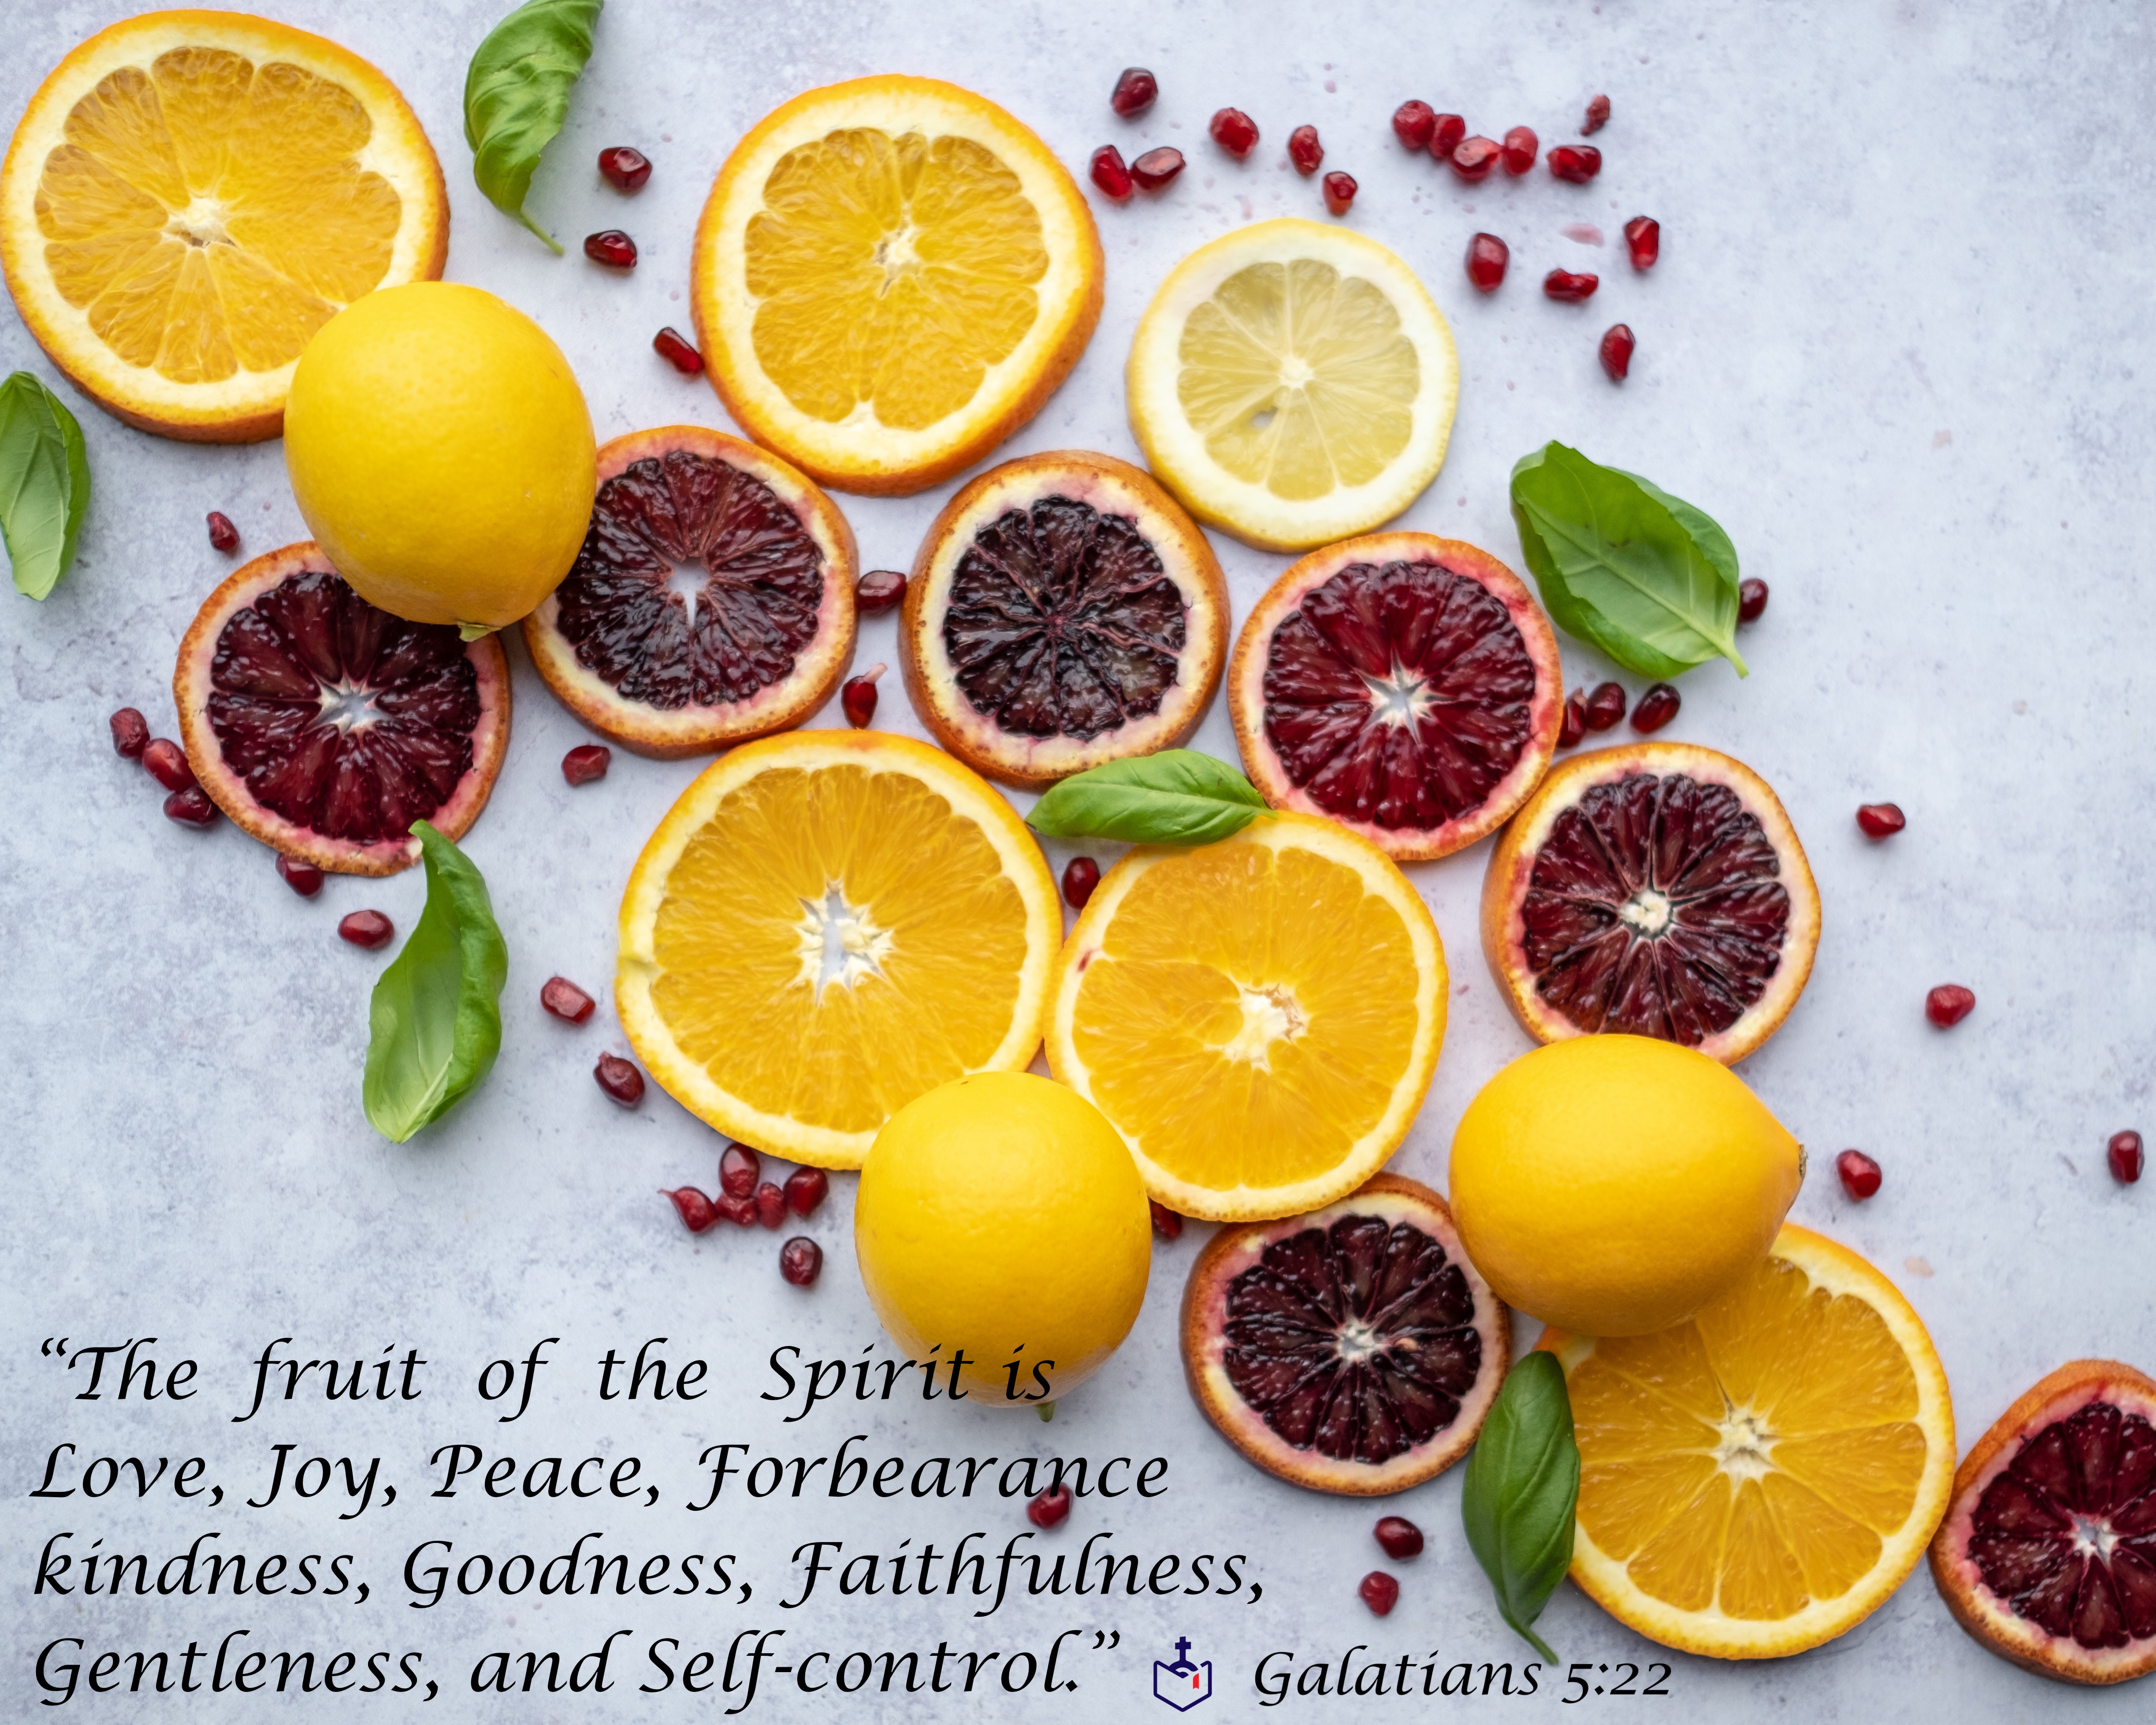 “The fruit of the Spirit is
Love, Joy, Peace, Forbearance
kindness, Goodness, Faithfulness,
Gentleness, and Self-control.” Galatians 5:22